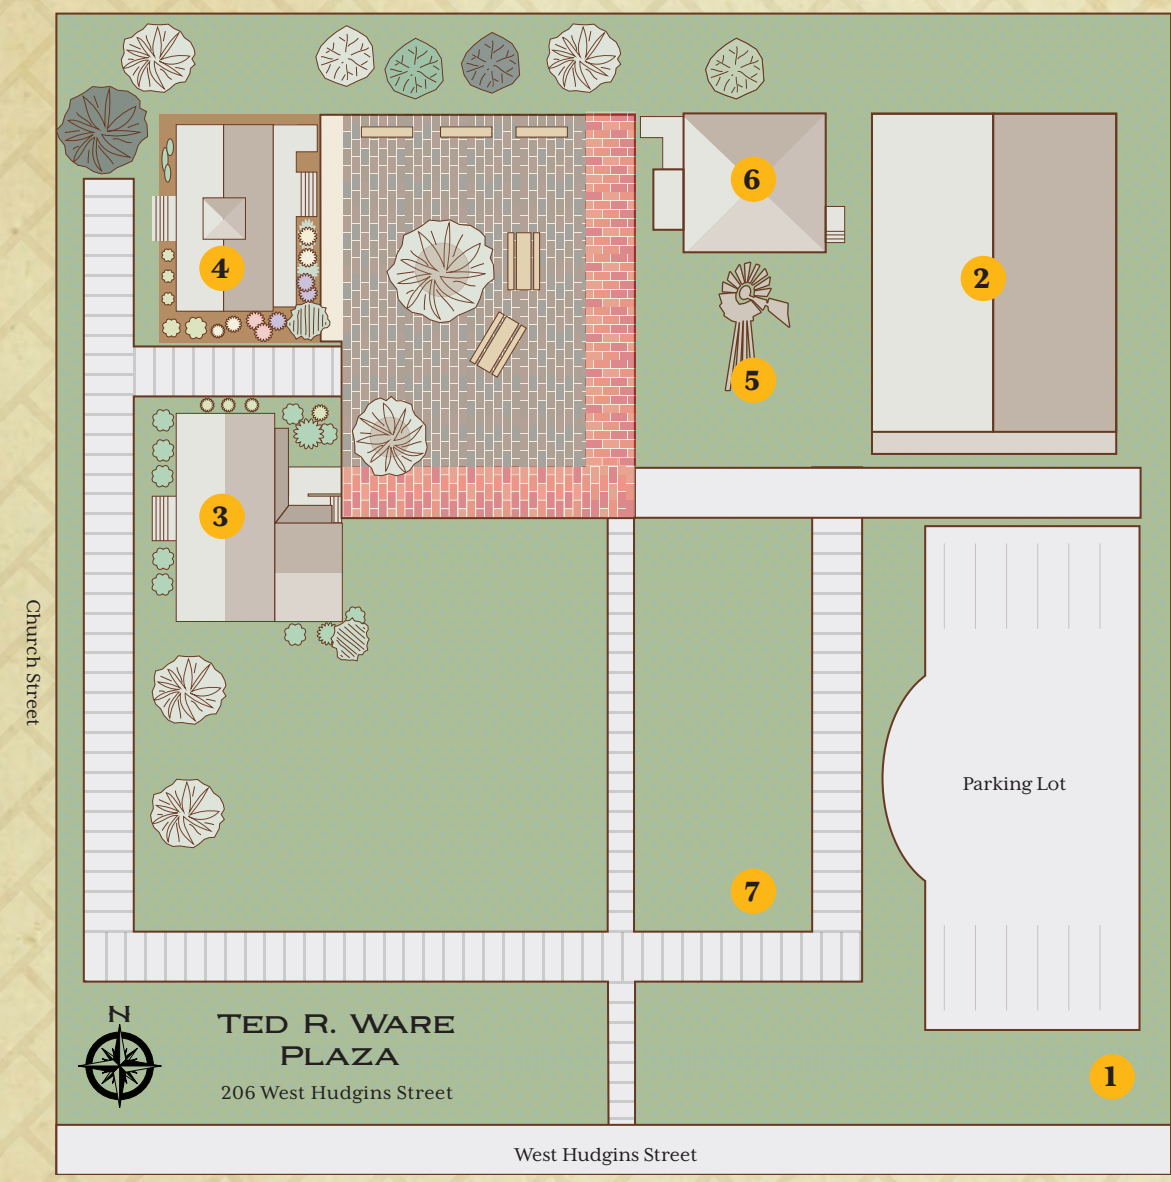 6
4
2
5
3
Church Street
Parking Lot
7
N
TED R. WARE
PLAZA
206 West Hudgins Street
1
West Hudgins Street